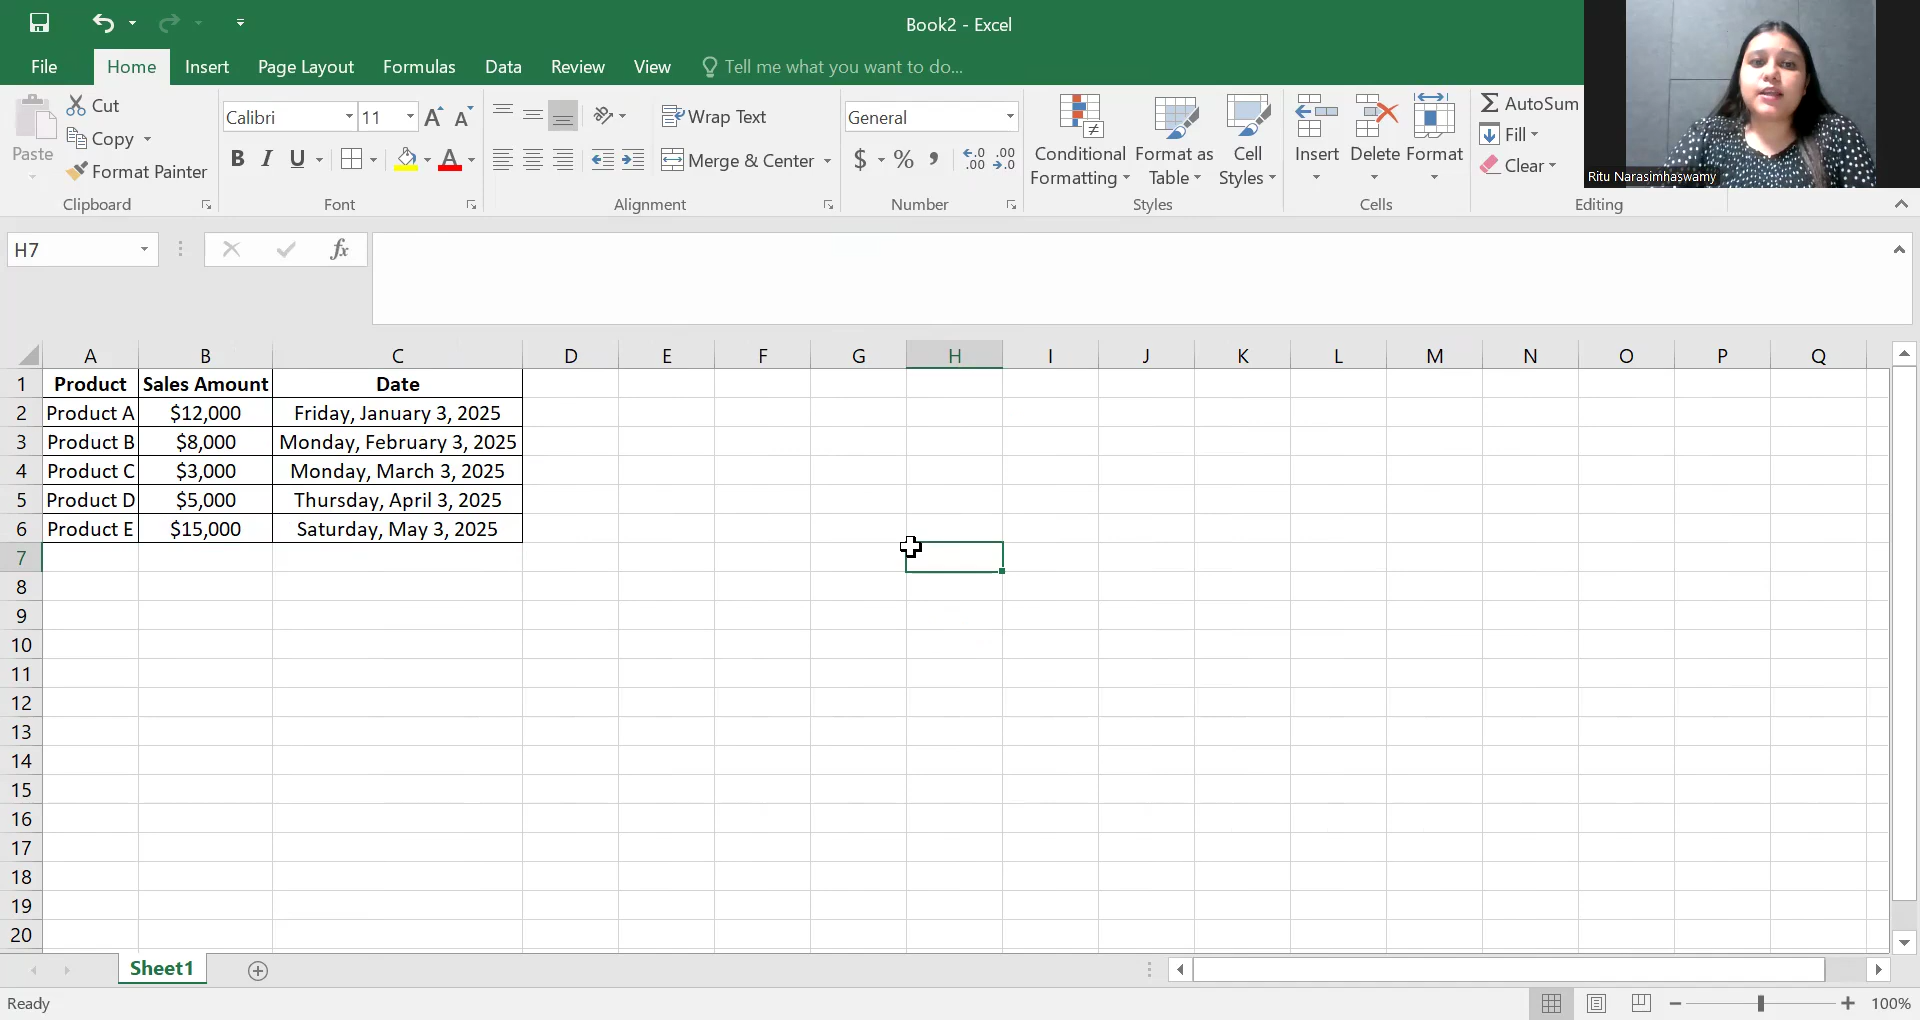 Book2 - Excel
File Home Insert Page Layout Formulas Data Review View Tell me what you want to do...
Paste
Cut
Copy
Format Painter
Clipboard
Calibri 11
B I U
Font
Wrap Text
Merge & Center
Alignment
General
$ % ,
Number
Conditional Formatting
Format as Table
Cell Styles
Styles
Insert Delete Format
Cells
AutoSum
Fill
Clear
Editing
Ritu Narasimhaswamy
H7
fx
A B C D E F G H I J K L M N O P Q
1 Product Sales Amount Date
2 Product A $12,000 Friday, January 3, 2025
3 Product B $8,000 Monday, February 3, 2025
4 Product C $3,000 Monday, March 3, 2025
5 Product D $5,000 Thursday, April 3, 2025
6 Product E $15,000 Saturday, May 3, 2025
7
8
9
10
11
12
13
14
15
16
17
18
19
20
Sheet1
Ready
100%